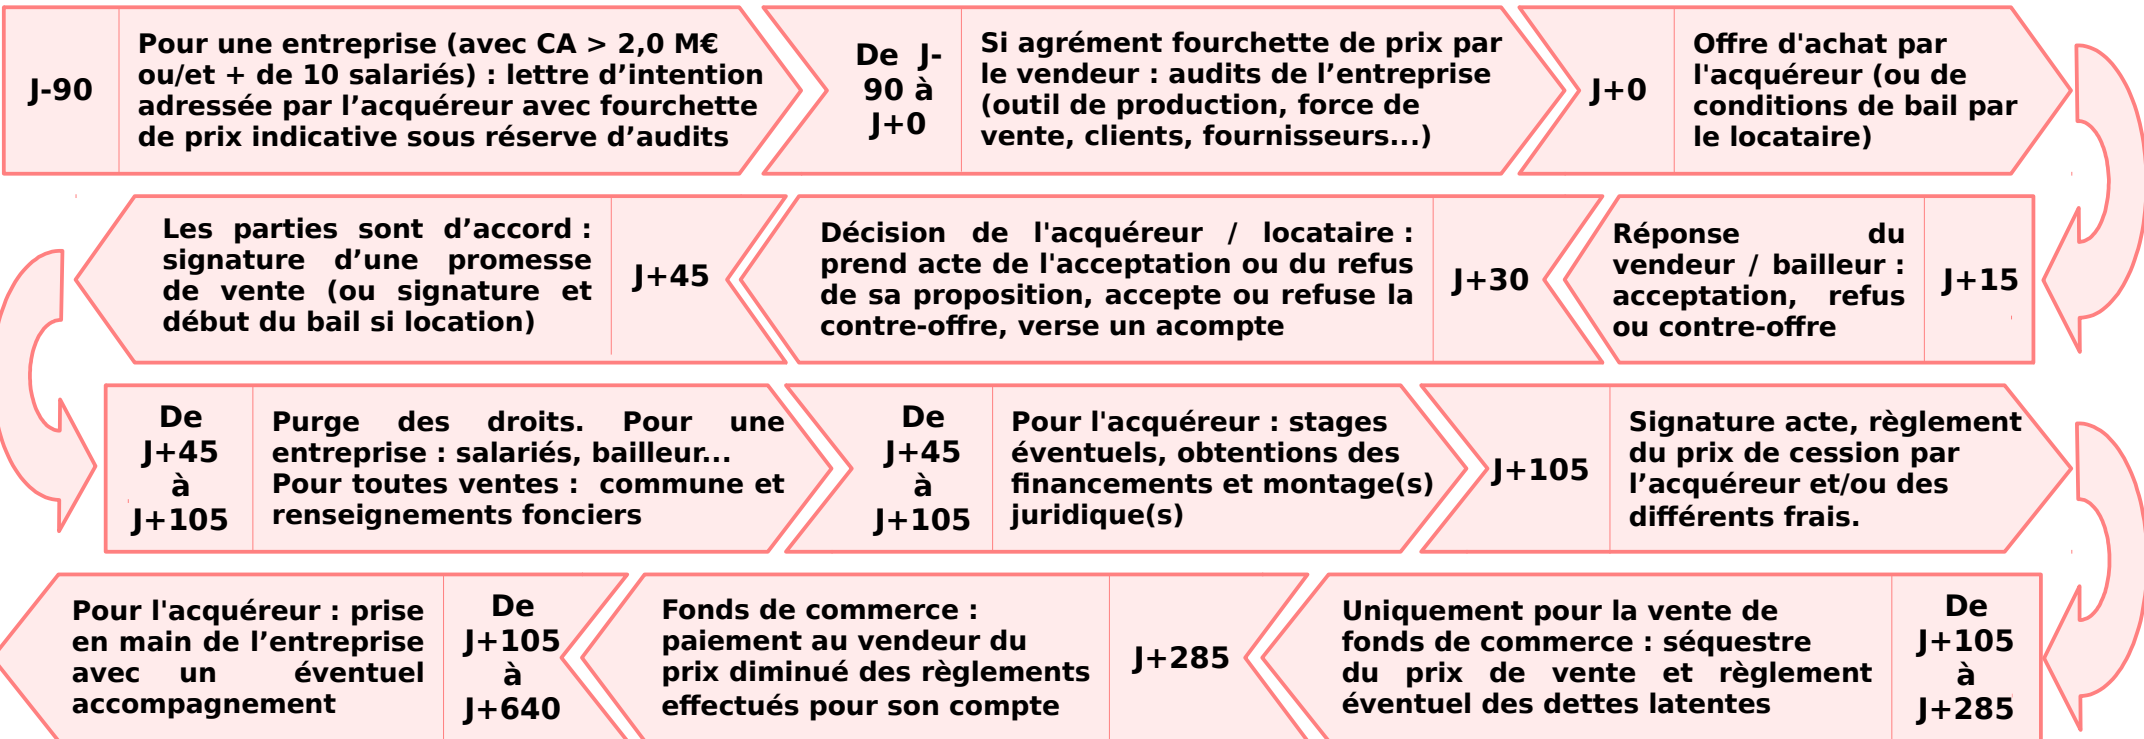 J-90
Pour une entreprise (avec CA > 2,0 M€
ou/et + de 10 salariés) : lettre d’intention
adressée par l’acquéreur avec fourchette
de prix indicative sous réserve d’audits
De J-
90 à
J+0
Si agrément fourchette de prix par
le vendeur : audits de l’entreprise
(outil de production, force de
vente, clients, fournisseurs...)
J+0
Offre d'achat par
l'acquéreur (ou de
conditions de bail par
le locataire)
J+15
Réponse du
vendeur / bailleur :
acceptation, refus
ou contre-offre
J+30
Décision de l'acquéreur / locataire :
prend acte de l'acceptation ou du refus
de sa proposition, accepte ou refuse la
contre-offre, verse un acompte
J+45
Les parties sont d’accord :
signature d’une promesse
de vente (ou signature et
début du bail si location)
De
J+45
à
J+105
Purge des droits. Pour une
entreprise : salariés, bailleur...
Pour toutes ventes : commune et
renseignements fonciers
De
J+45
à
J+105
Pour l'acquéreur : stages
éventuels, obtentions des
financements et montage(s)
juridique(s)
J+105
Signature acte, règlement
du prix de cession par
l’acquéreur et/ou des
différents frais.
De
J+105
à
J+285
Uniquement pour la vente de
fonds de commerce : séquestre
du prix de vente et règlement
éventuel des dettes latentes
J+285
Fonds de commerce :
paiement au vendeur du
prix diminué des règlements
effectués pour son compte
De
J+105
à
J+640
Pour l'acquéreur : prise
en main de l’entreprise
avec un éventuel
accompagnement